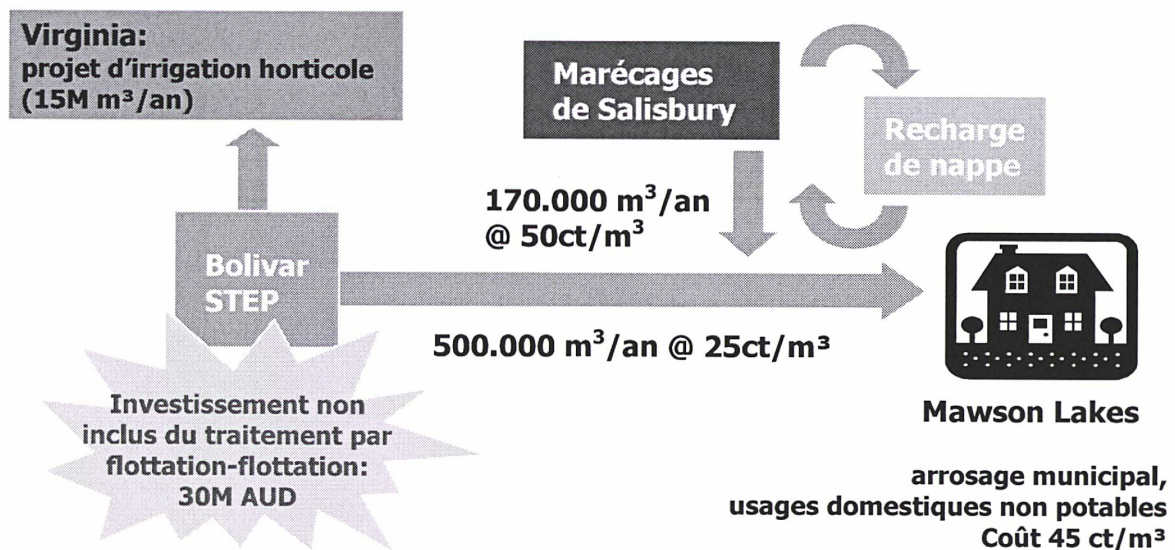 Virginia:
projet d'irrigation horticole
(15M m³/an)
Marécages
de Salisbury
Recharge
de nappe
170.000 m³/an
@ 50ct/m³
Bolivar
STEP
500.000 m³/an @ 25ct/m³
Investissement non
inclus du traitement par
flottation-flottation:
30M AUD
Mawson Lakes
arrosage municipal,
usages domestiques non potables
Coût 45 ct/m³